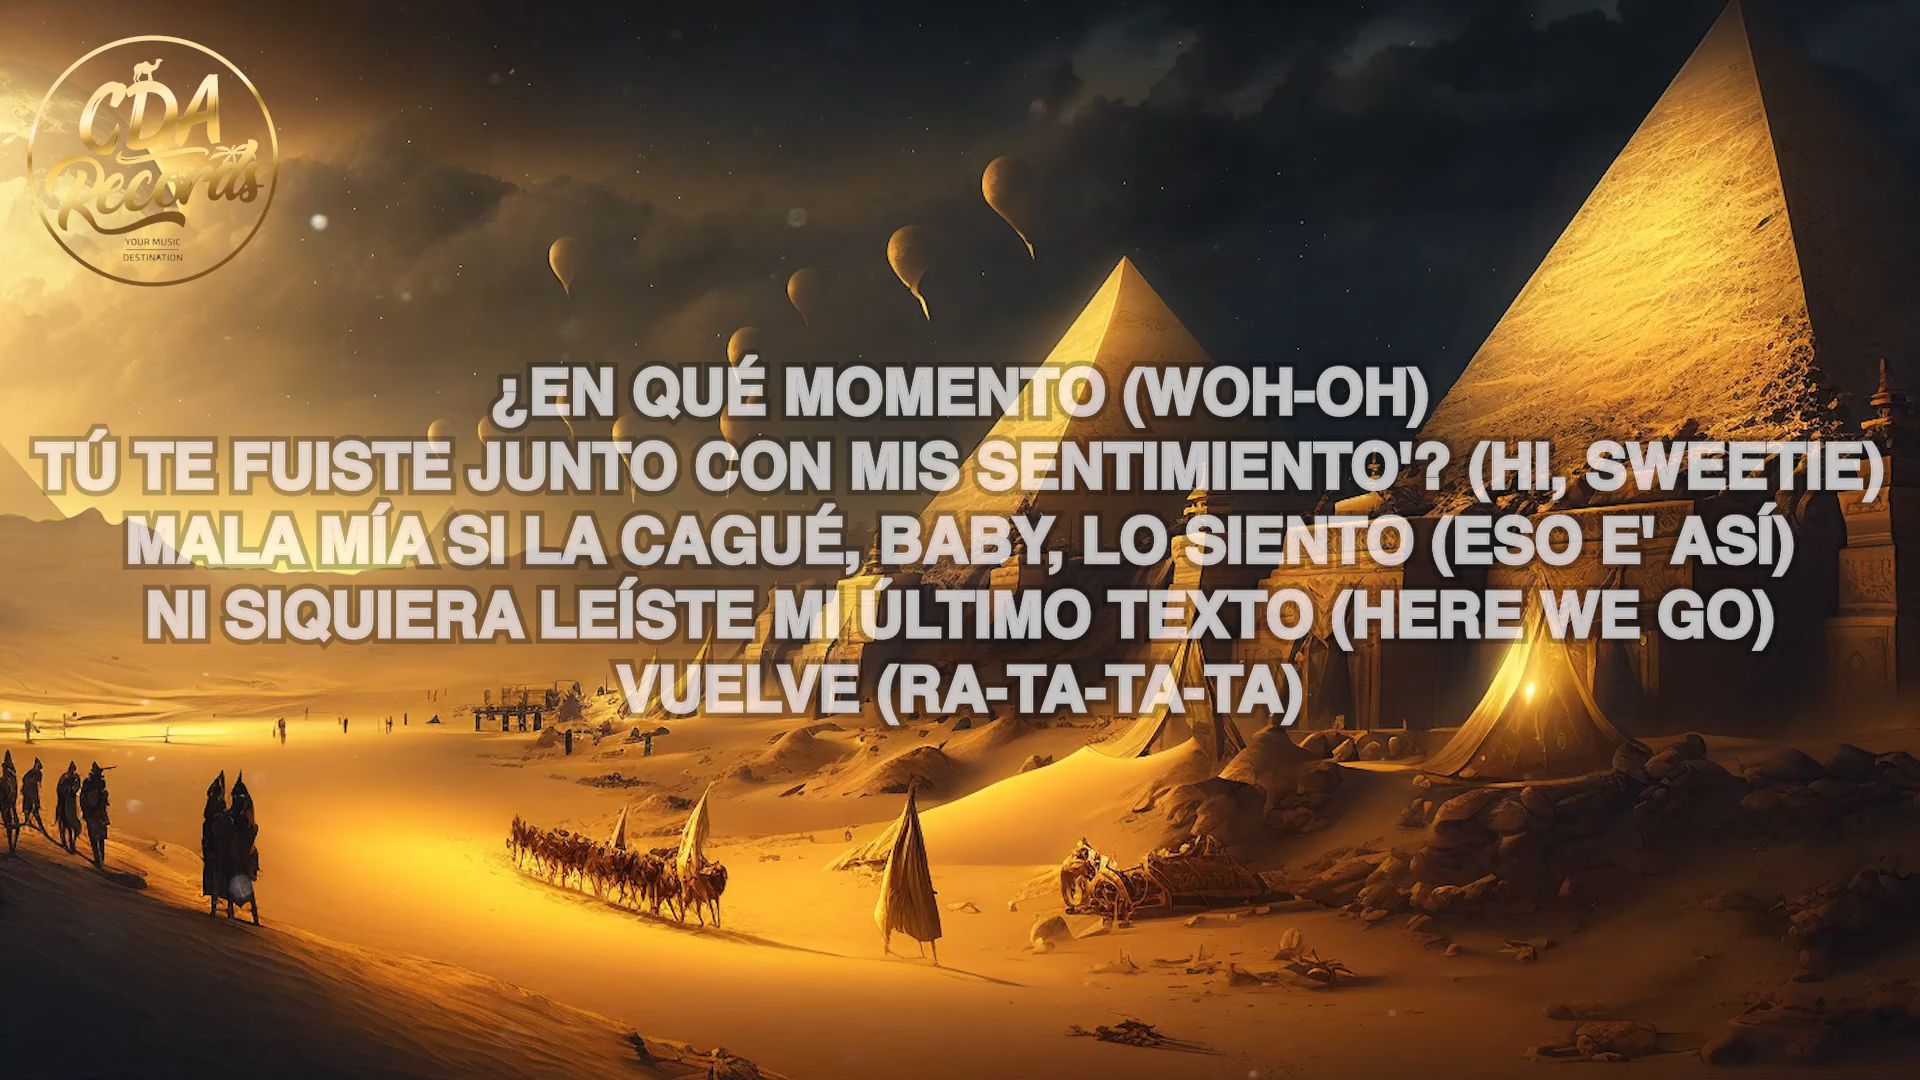 CDA
Records
YOUR MUSIC
DESTINATION
¿EN QUÉ MOMENTO (WOH-OH)
TÚ TE FUISTE JUNTO CON MIS SENTIMIENTO'? (HI, SWEETIE)
MALA MÍA SI LA CAGUÉ, BABY, LO SIENTO (ESO E' ASÍ)
NI SIQUIERA LEÍSTE MI ÚLTIMO TEXTO (HERE WE GO)
VUELVE (RA-TA-TA-TA)